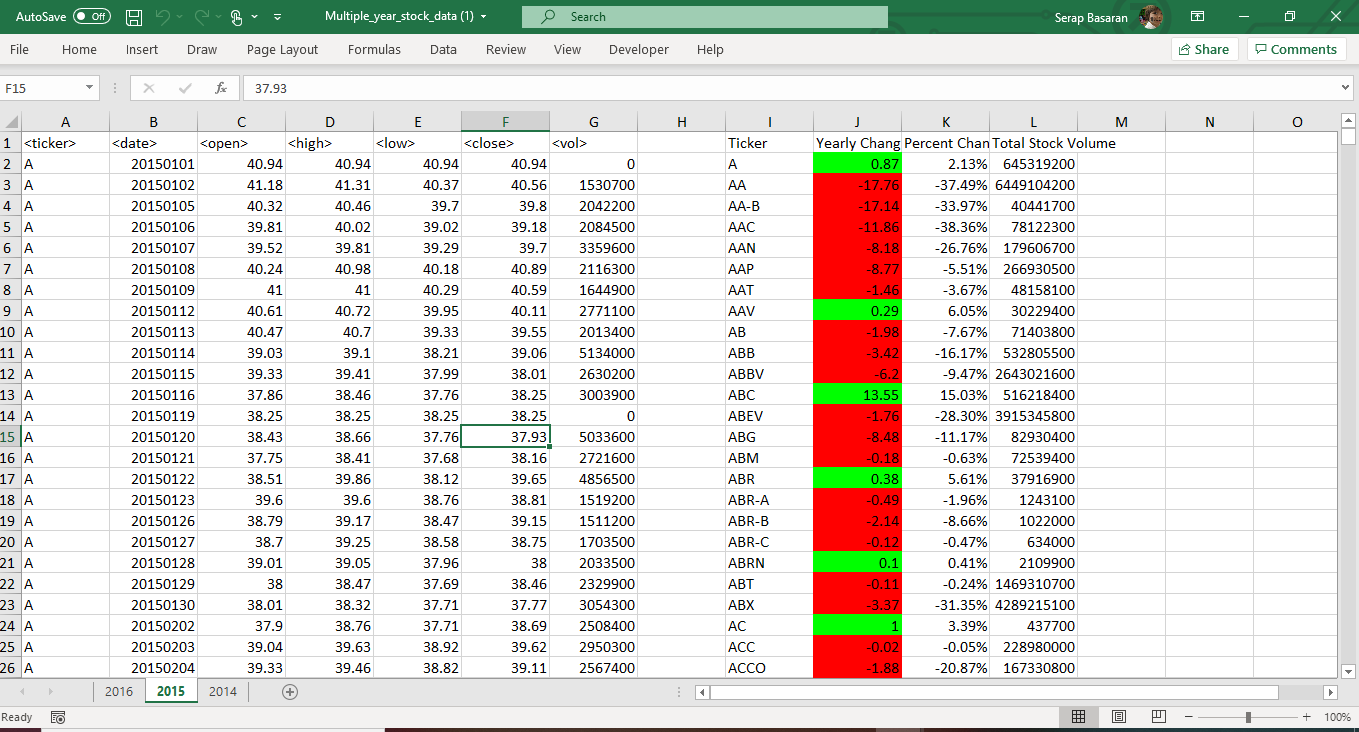 AutoSave Off Multiple_year_stock_data (1) Search Serap Basaran
File Home Insert Draw Page Layout Formulas Data Review View Developer Help Share Comments
F15 fx 37.93
A B C D E F G H I J K L M N O
1 <ticker> <date> <open> <high> <low> <close> <vol> Ticker Yearly Chang Percent Chan Total Stock Volume
2 A 20150101 40.94 40.94 40.94 40.94 0 A 0.87 2.13% 645319200
3 A 20150102 41.18 41.31 40.37 40.56 1530700 AA -17.76 -37.49% 6449104200
4 A 20150105 40.32 40.46 39.7 39.8 2042200 AA-B -17.14 -33.97% 40441700
5 A 20150106 39.81 40.02 39.02 39.18 2084500 AAC -11.86 -38.36% 78122300
6 A 20150107 39.52 39.81 39.29 39.7 3359600 AAN -8.18 -26.76% 179606700
7 A 20150108 40.24 40.98 40.18 40.89 2116300 AAP -8.77 -5.51% 266930500
8 A 20150109 41 41 40.29 40.59 1644900 AAT -1.46 -3.67% 48158100
9 A 20150112 40.61 40.72 39.95 40.11 2771100 AAV 0.29 6.05% 30229400
10 A 20150113 40.47 40.7 39.33 39.55 2013400 AB -1.98 -7.67% 71403800
11 A 20150114 39.03 39.1 38.21 39.06 5134000 ABB -3.42 -16.17% 532805500
12 A 20150115 39.33 39.41 37.99 38.01 2630200 ABBV -6.2 -9.47% 2643021600
13 A 20150116 37.86 38.46 37.76 38.25 3003900 ABC 13.55 15.03% 516218400
14 A 20150119 38.25 38.25 38.25 38.25 0 ABEV -1.76 -28.30% 3915345800
15 A 20150120 38.43 38.66 37.76 37.93 5033600 ABG -8.48 -11.17% 82930400
16 A 20150121 37.75 38.41 37.68 38.16 2721600 ABM -0.18 -0.63% 72539400
17 A 20150122 38.51 39.86 38.12 39.65 4856500 ABR 0.38 5.61% 37916900
18 A 20150123 39.6 39.6 38.76 38.81 1519200 ABR-A -0.49 -1.96% 1243100
19 A 20150126 38.79 39.17 38.47 39.15 1511200 ABR-B -2.14 -8.66% 1022000
20 A 20150127 38.7 39.25 38.58 38.75 1703500 ABR-C -0.12 -0.47% 634000
21 A 20150128 39.01 39.05 37.96 38 2033500 ABRN 0.1 0.41% 2109900
22 A 20150129 38 38.47 37.69 38.46 2329900 ABT -0.11 -0.24% 1469310700
23 A 20150130 38.01 38.32 37.71 37.77 3054300 ABX -3.37 -31.35% 4289215100
24 A 20150202 37.9 38.76 37.71 38.69 2508400 AC 1 3.39% 437700
25 A 20150203 39.04 39.63 38.92 39.62 2950300 ACC -0.02 -0.05% 228980000
26 A 20150204 39.33 39.46 38.82 39.11 2567400 ACCO -1.88 -20.87% 167330800
2016 2015 2014
Ready 100%